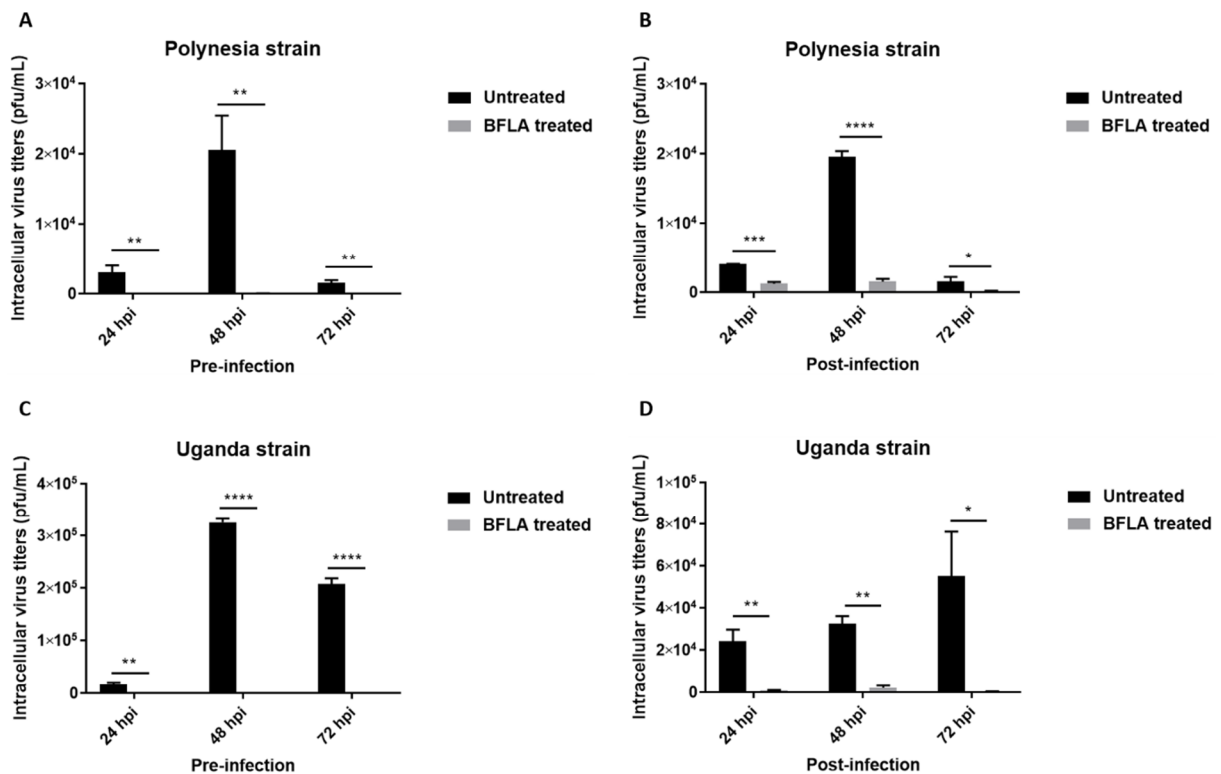 A
Polynesia strain
Intracellular virus titers (pfu/mL)
3×10⁴
2×10⁴
1×10⁴
0
**
**
**
24 hpi
48 hpi
72 hpi
Pre-infection
Untreated
BFLA treated
B
Polynesia strain
Intracellular virus titers (pfu/mL)
3×10⁴
2×10⁴
1×10⁴
0
***
****
*
24 hpi
48 hpi
72 hpi
Post-infection
Untreated
BFLA treated
C
Uganda strain
Intracellular virus titers (pfu/mL)
4×10⁵
3×10⁵
2×10⁵
1×10⁵
0
**
****
****
24 hpi
48 hpi
72 hpi
Pre-infection
Untreated
BFLA treated
D
Uganda strain
Intracellular virus titers (pfu/mL)
1×10⁵
8×10⁴
6×10⁴
4×10⁴
2×10⁴
0
**
**
*
24 hpi
48 hpi
72 hpi
Post-infection
Untreated
BFLA treated